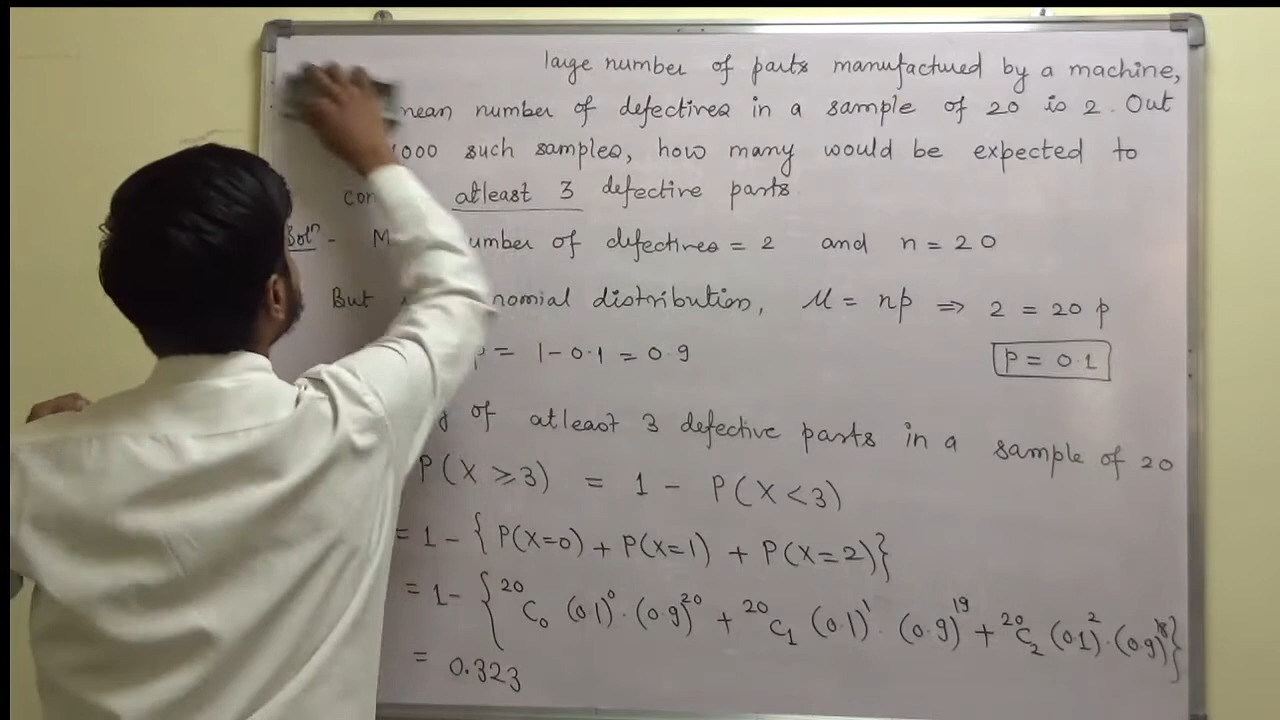 large number of parts manufactured by a machine,
mean number of defectives in a sample of 20 is 2. Out
1000 such samples, how many would be expected to
con atleast 3 defective parts
Solⁿ - M umber of defectives = 2 and n = 20
But nomial distribution, μ = np ⇒ 2 = 20 p
p = 1-0.1 = 0.9 p = 0.1
of atleast 3 defective parts in a sample of 20
P(X ≥ 3) = 1 - P(X < 3)
= 1 - { P(X=0) + P(X=1) + P(X=2)}
= 1- { ²⁰C₀ (0.1)⁰. (0.9)²⁰ + ²⁰C₁ (0.1)¹. (0.9)¹⁹ + ²⁰C₂ (0.1)². (0.9)¹⁸}
= 0.323